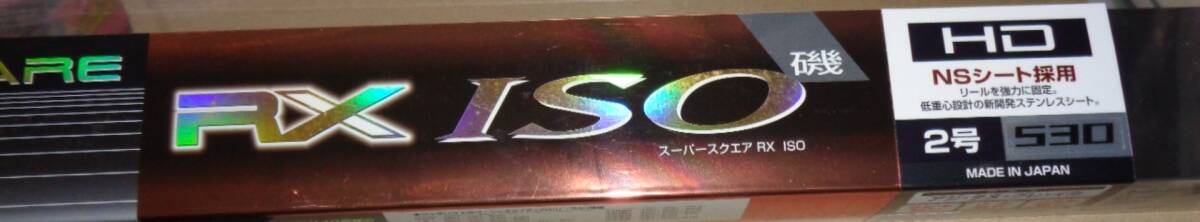 ARE
RX ISO
磯
スーパースクエア RX ISO
HD
NSシート採用
リールを強力に固定。
低重心設計の新開発ステンレスシート。
2号 530
MADE IN JAPAN